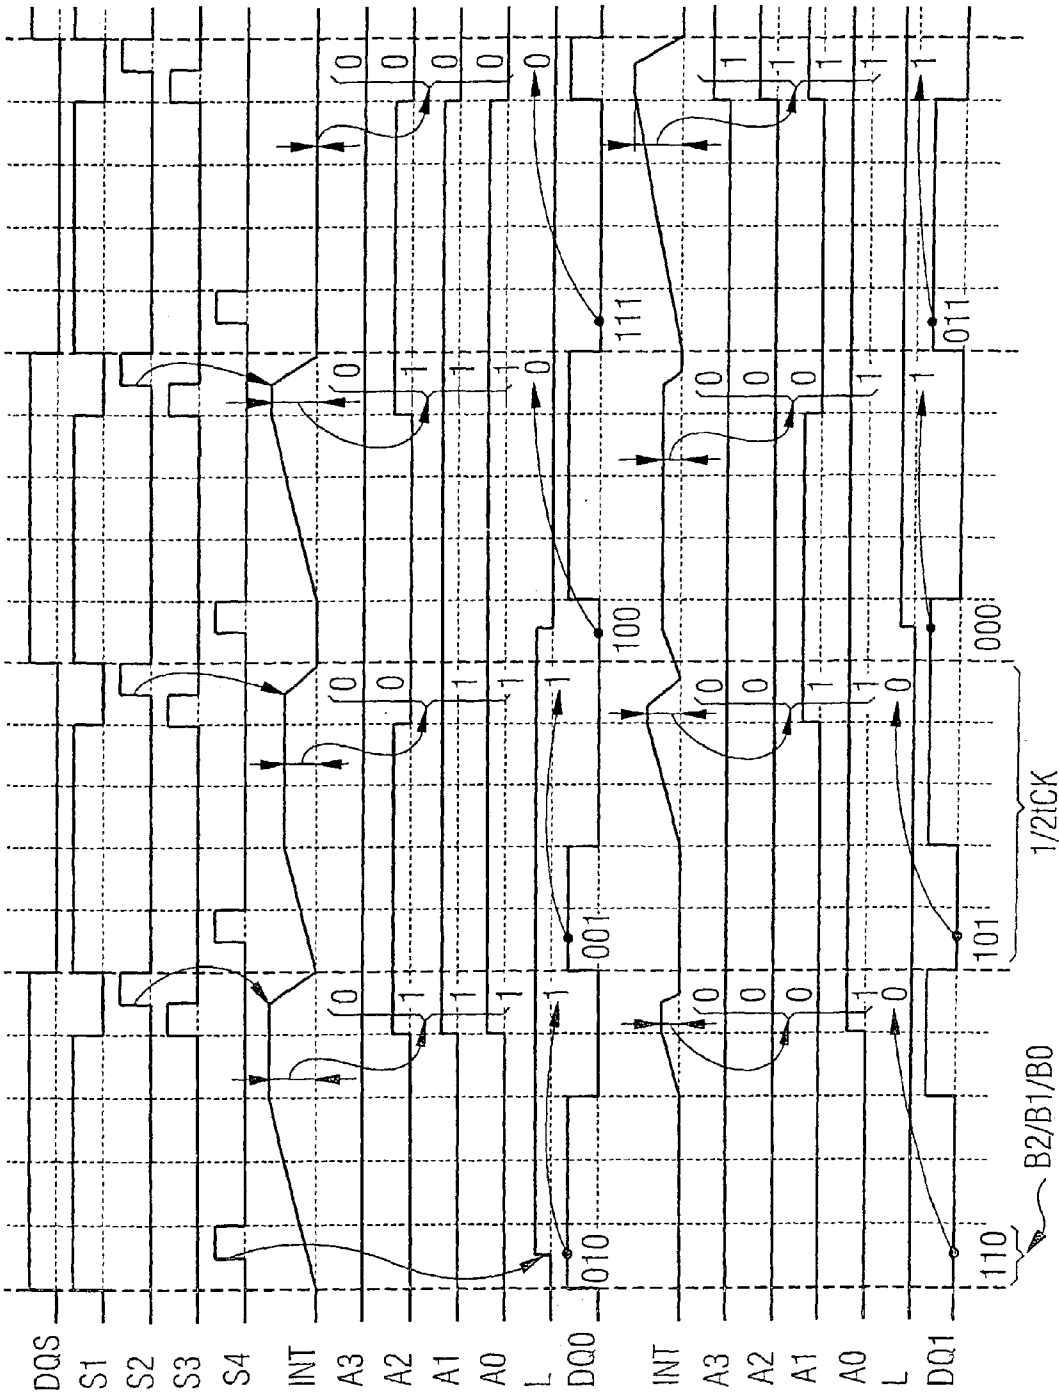 DQS
S1
S2
S3
S4
INT
A3 0 0 0 0
A2 1 0 1 0
A1 1 1 1 0
A0 1 1 1 0
L 1 1 0 0
DQ0
010 001 100 111
INT
A3 0 0 0 1
A2 0 0 0 1
A1 0 1 0 1
A0 1 1 1 1
L 0 0 1 1
DQ1
110 101 000 011
B2/B1/B0
1/2tCK